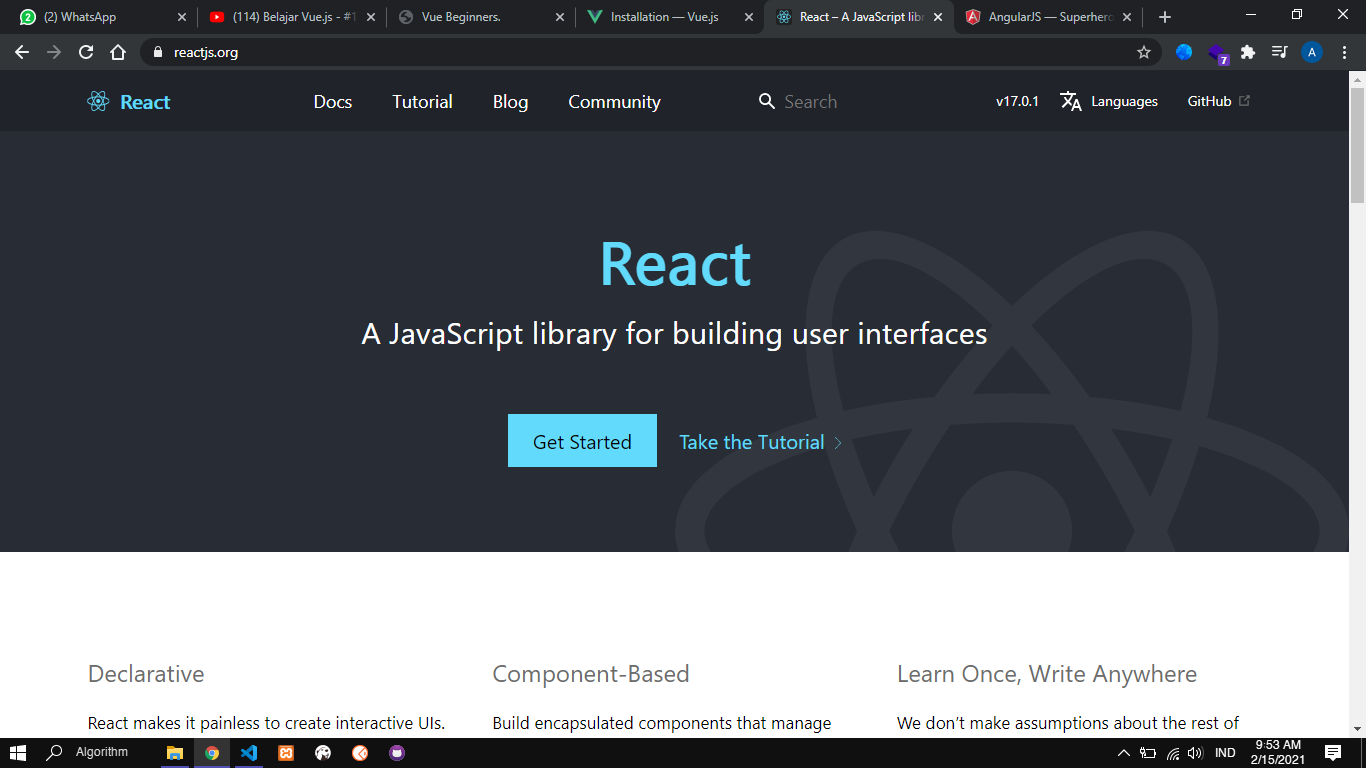 (2) WhatsApp
(114) Belajar Vue.js - #1
Vue Beginners.
Installation — Vue.js
React – A JavaScript libr
AngularJS — Superhero
reactjs.org
A
7
React
Docs
Tutorial
Blog
Community
Search
v17.0.1
Languages
GitHub
React
A JavaScript library for building user interfaces
Get Started
Take the Tutorial
Declarative
Component-Based
Learn Once, Write Anywhere
React makes it painless to create interactive UIs.
Build encapsulated components that manage
We don’t make assumptions about the rest of
Algorithm
IND
9:53 AM
2/15/2021